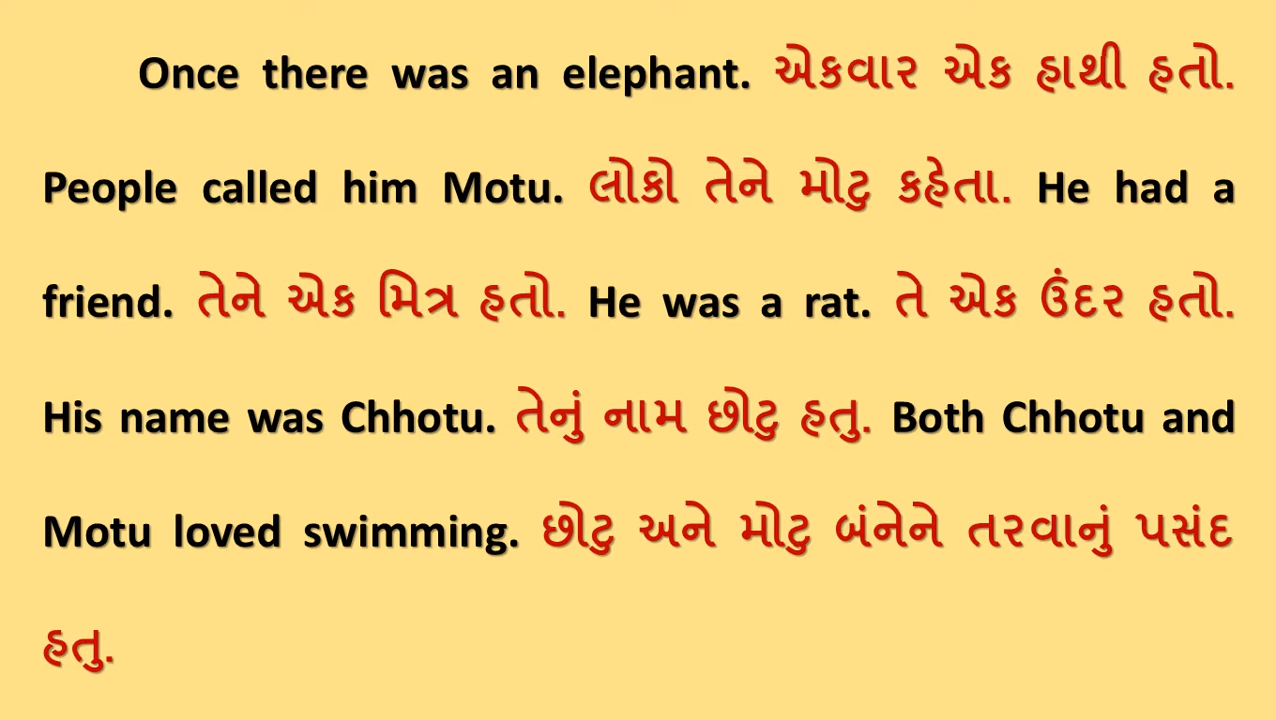 Once there was an elephant. એકવાર એક હાથી હતો.
People called him Motu. લોકો તેને મોટુ કહેતા. He had a
friend. તેને એક મિત્ર હતો. He was a rat. તે એક ઉંદર હતો.
His name was Chhotu. તેનું નામ છોટુ હતુ. Both Chhotu and
Motu loved swimming. છોટુ અને મોટુ બંનેને તરવાનું પસંદ
હતુ.